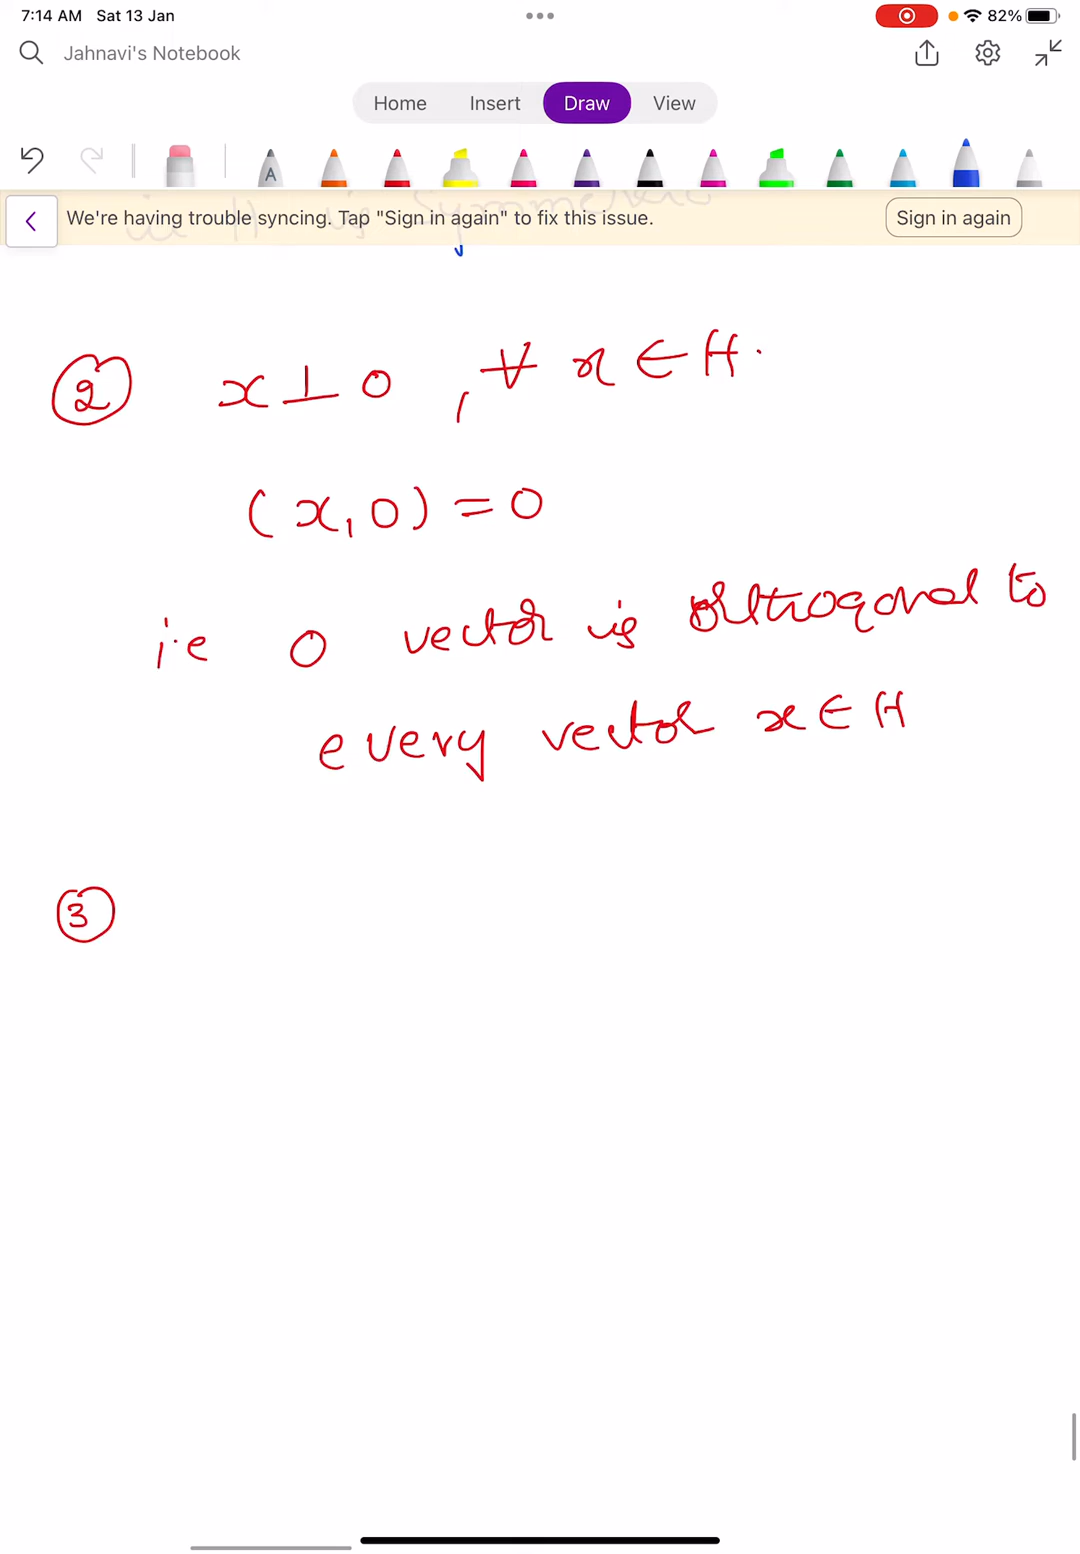 7:14 AM Sat 13 Jan 82%
Jahnavi's Notebook
Home Insert Draw View
A
We're having trouble syncing. Tap "Sign in again" to fix this issue. Sign in again
② x ⊥ 0 , ∀ x ∈ H.
(x, 0) = 0
i.e 0 vector is orthogonal to
every vector x ∈ H
③